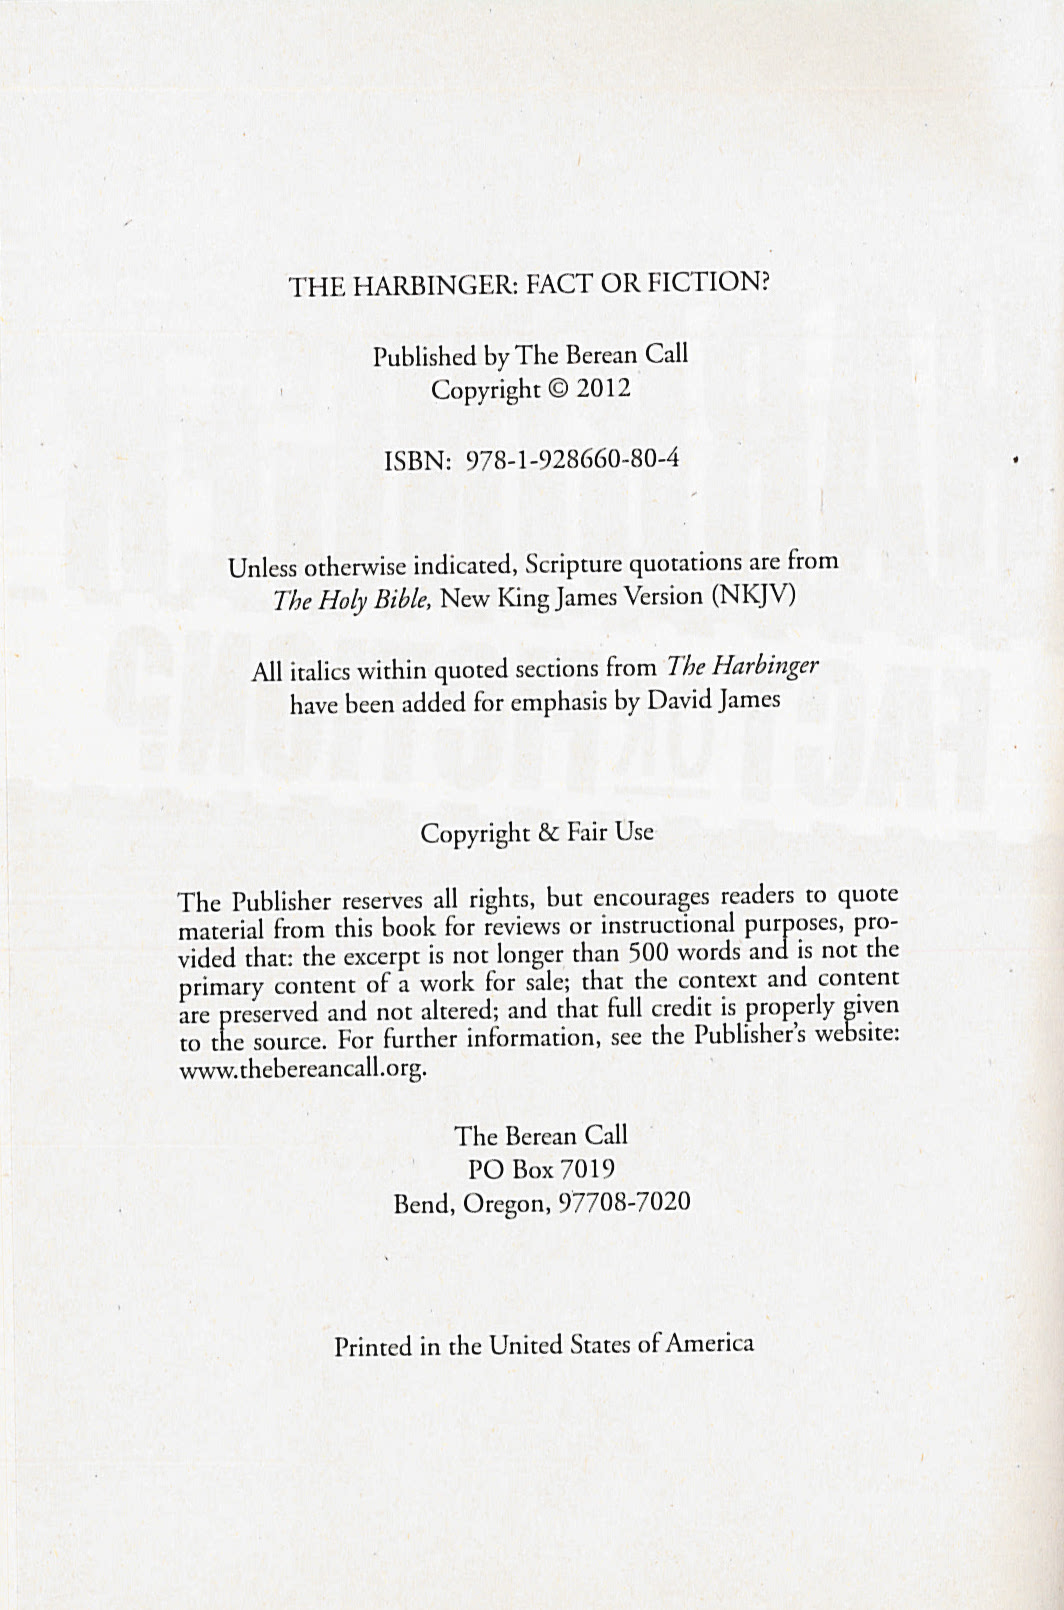 THE HARBINGER: FACT OR FICTION?
Published by The Berean Call
Copyright © 2012
ISBN: 978-1-928660-80-4
Unless otherwise indicated, Scripture quotations are from
The Holy Bible, New King James Version (NKJV)
All italics within quoted sections from The Harbinger
have been added for emphasis by David James
Copyright & Fair Use
The Publisher reserves all rights, but encourages readers to quote
material from this book for reviews or instructional purposes, pro-
vided that: the excerpt is not longer than 500 words and is not the
primary content of a work for sale; that the context and content
are preserved and not altered; and that full credit is properly given
to the source. For further information, see the Publisher's website:
www.thebereancall.org.
The Berean Call
PO Box 7019
Bend, Oregon, 97708-7020
Printed in the United States of America